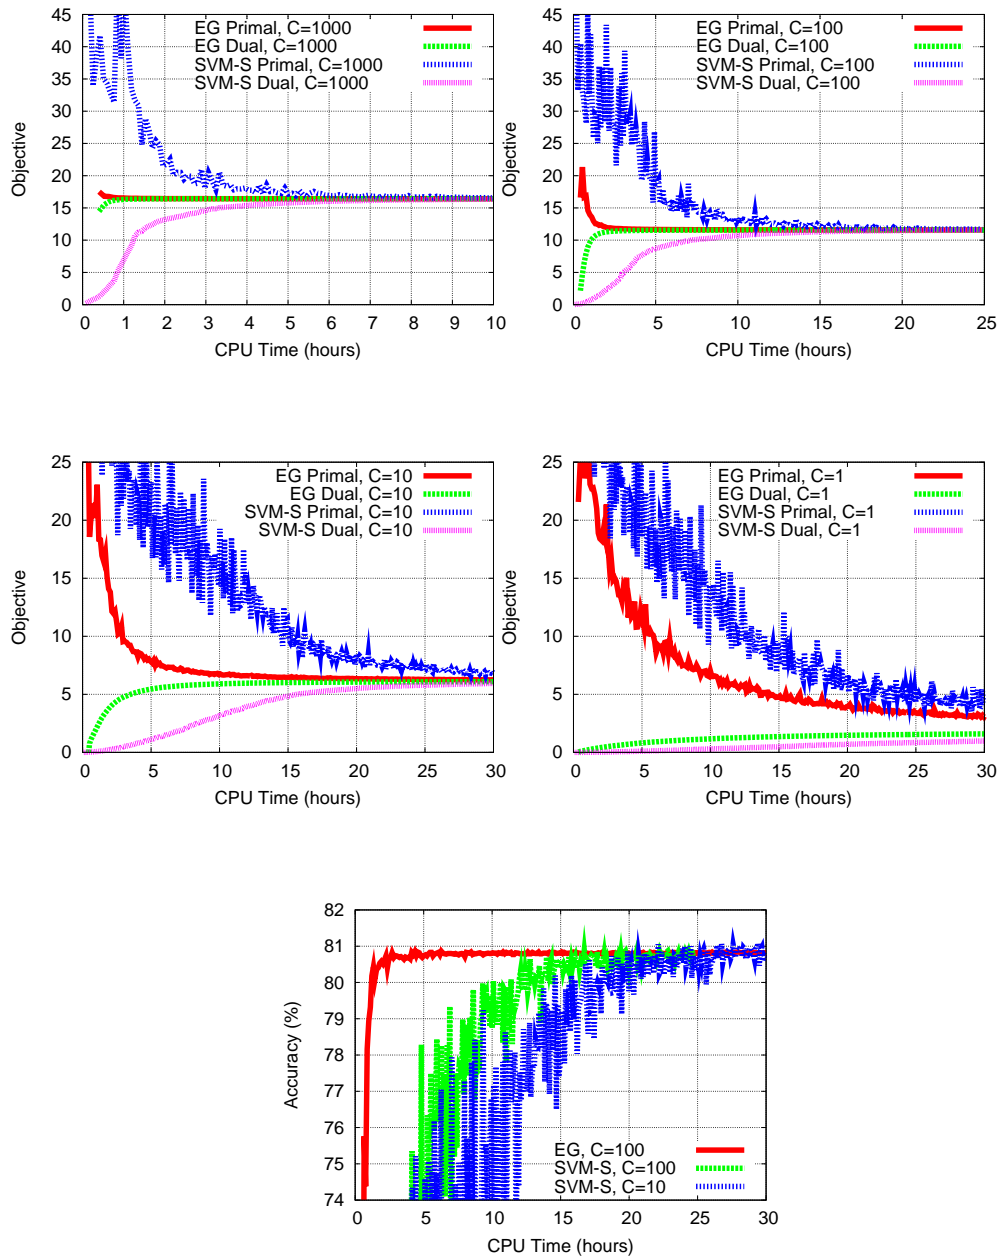 EG Primal, C=1000
EG Dual, C=1000
SVM-S Primal, C=1000
SVM-S Dual, C=1000
Objective
45
40
35
30
25
20
15
10
5
0
0 1 2 3 4 5 6 7 8 9 10
CPU Time (hours)
EG Primal, C=100
EG Dual, C=100
SVM-S Primal, C=100
SVM-S Dual, C=100
Objective
45
40
35
30
25
20
15
10
5
0
0 5 10 15 20 25
CPU Time (hours)
EG Primal, C=10
EG Dual, C=10
SVM-S Primal, C=10
SVM-S Dual, C=10
Objective
25
20
15
10
5
0
0 5 10 15 20 25 30
CPU Time (hours)
EG Primal, C=1
EG Dual, C=1
SVM-S Primal, C=1
SVM-S Dual, C=1
Objective
25
20
15
10
5
0
0 5 10 15 20 25 30
CPU Time (hours)
Accuracy (%)
82
81
80
79
78
77
76
75
74
EG, C=100
SVM-S, C=100
SVM-S, C=10
0 5 10 15 20 25 30
CPU Time (hours)